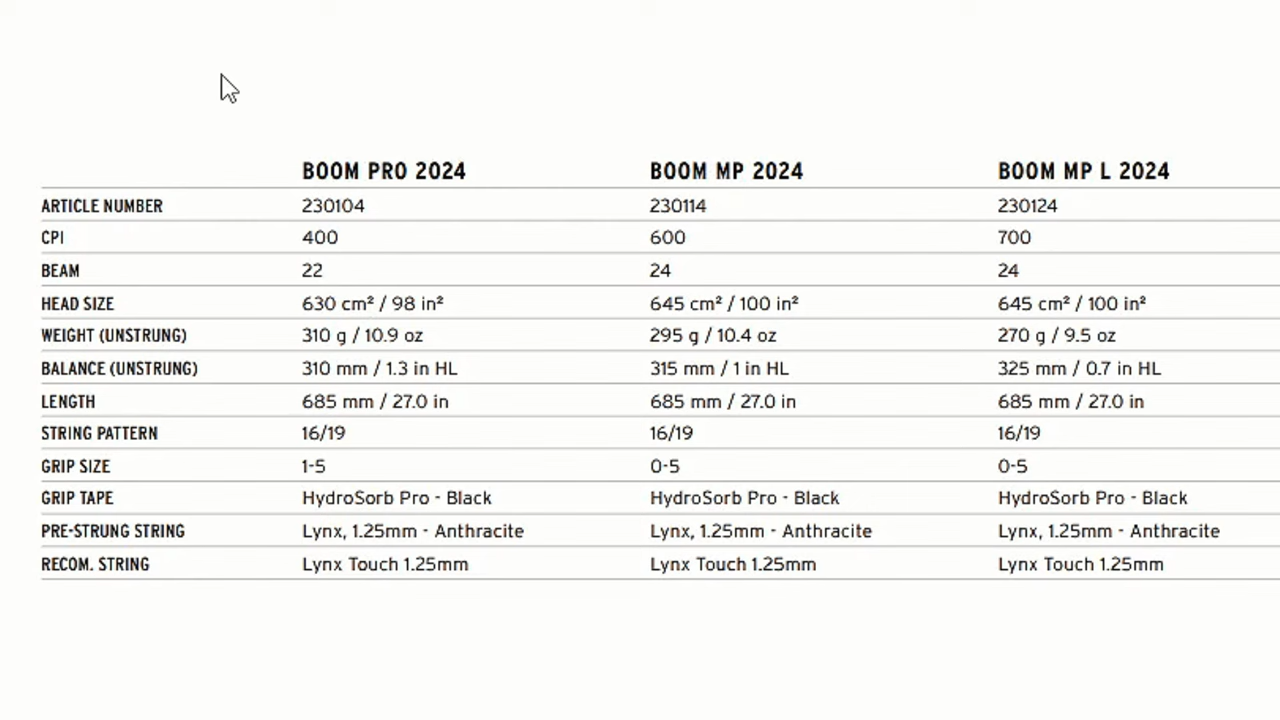 BOOM PRO 2024 BOOM MP 2024 BOOM MP L 2024
ARTICLE NUMBER 230104 230114 230124
CPI 400 600 700
BEAM 22 24 24
HEAD SIZE 630 cm² / 98 in² 645 cm² / 100 in² 645 cm² / 100 in²
WEIGHT (UNSTRUNG) 310 g / 10.9 oz 295 g / 10.4 oz 270 g / 9.5 oz
BALANCE (UNSTRUNG) 310 mm / 1.3 in HL 315 mm / 1 in HL 325 mm / 0.7 in HL
LENGTH 685 mm / 27.0 in 685 mm / 27.0 in 685 mm / 27.0 in
STRING PATTERN 16/19 16/19 16/19
GRIP SIZE 1-5 0-5 0-5
GRIP TAPE HydroSorb Pro - Black HydroSorb Pro - Black HydroSorb Pro - Black
PRE-STRUNG STRING Lynx, 1.25mm - Anthracite Lynx, 1.25mm - Anthracite Lynx, 1.25mm - Anthracite
RECOM. STRING Lynx Touch 1.25mm Lynx Touch 1.25mm Lynx Touch 1.25mm